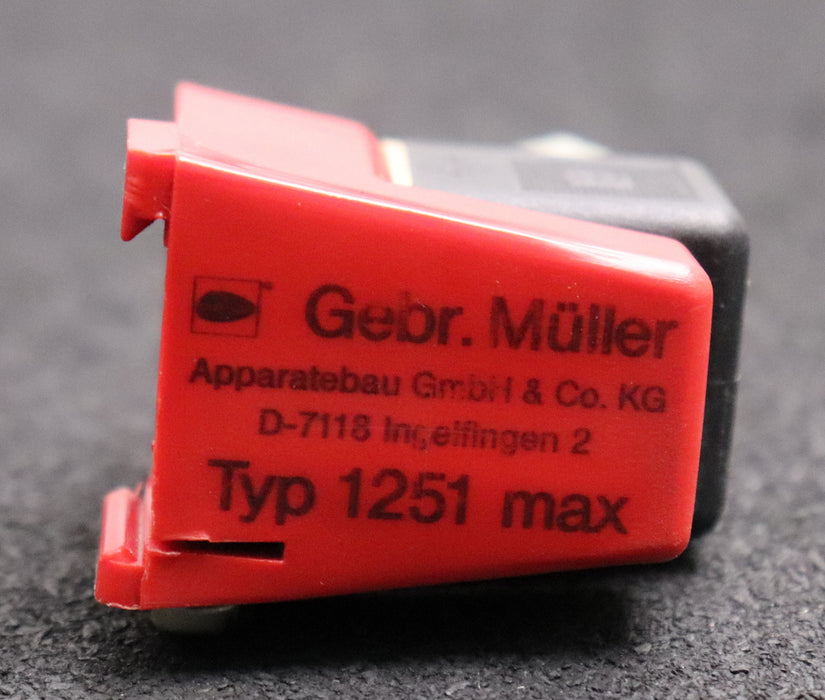 Gebr. Müller
Apparatebau GmbH & Co. KG
D-7118 Ingelfingen 2
Typ 1251 max